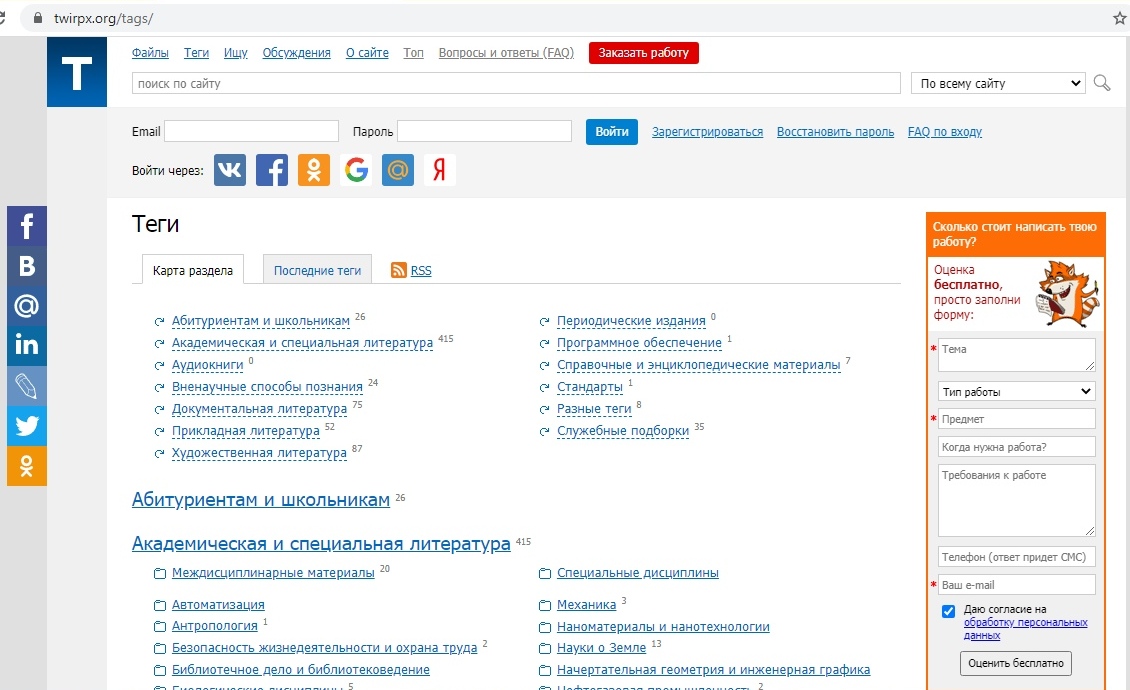 twirpx.org/tags/
T
Файлы Теги Ищу Обсуждения О сайте Топ Вопросы и ответы (FAQ) Заказать работу
поиск по сайту По всему сайту
Email Пароль Войти Зарегистрироваться Восстановить пароль FAQ по входу
Войти через: Я
Теги
Карта раздела Последние теги RSS
Абитуриентам и школьникам 26
Академическая и специальная литература 415
Аудиокниги 0
Вненаучные способы познания 24
Документальная литература 75
Прикладная литература 52
Художественная литература 87
Периодические издания 0
Программное обеспечение 1
Справочные и энциклопедические материалы 7
Стандарты 1
Разные теги 8
Служебные подборки 35
Абитуриентам и школьникам 26
Академическая и специальная литература 415
Междисциплинарные материалы 20
Специальные дисциплины
Автоматизация
Антропология 1
Безопасность жизнедеятельности и охрана труда 2
Библиотечное дело и библиотековедение
Биологические дисциплины 5
Механика 3
Наноматериалы и нанотехнологии
Науки о Земле 13
Начертательная геометрия и инженерная графика
Нефтегазовая промышленность 2
Сколько стоит написать твою
работу?
Оценка
бесплатно,
просто заполни
форму:
* Тема
Тип работы
* Предмет
Когда нужна работа?
Требования к работе
Телефон (ответ придет СМС)
* Ваш e-mail
Даю согласие на
обработку персональных
данных
Оценить бесплатно